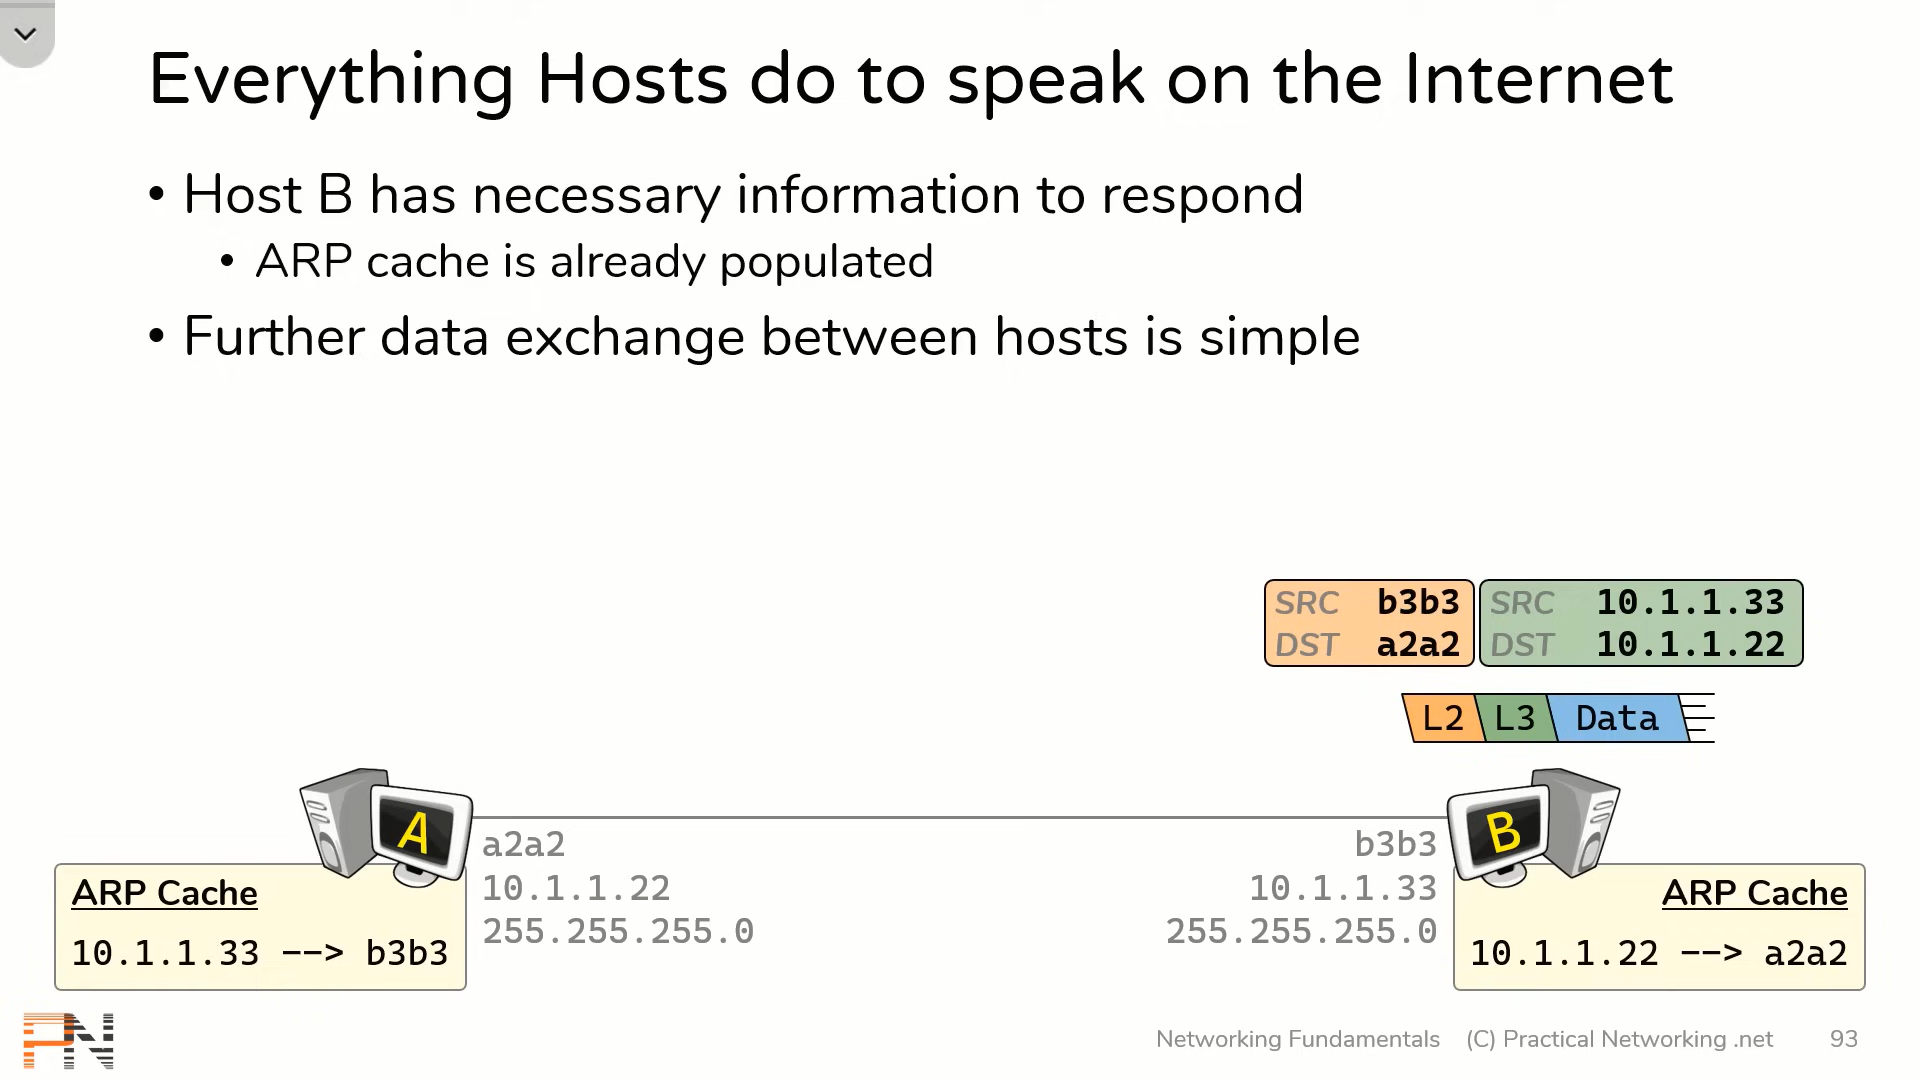 Everything Hosts do to speak on the Internet
• Host B has necessary information to respond
• ARP cache is already populated
• Further data exchange between hosts is simple
SRC b3b3 SRC 10.1.1.33
DST a2a2 DST 10.1.1.22
L2 L3 Data
A B
a2a2 b3b3
10.1.1.22 10.1.1.33
255.255.255.0 255.255.255.0
ARP Cache
10.1.1.33 --> b3b3
ARP Cache
10.1.1.22 --> a2a2
PN
Networking Fundamentals (C) Practical Networking .net 93